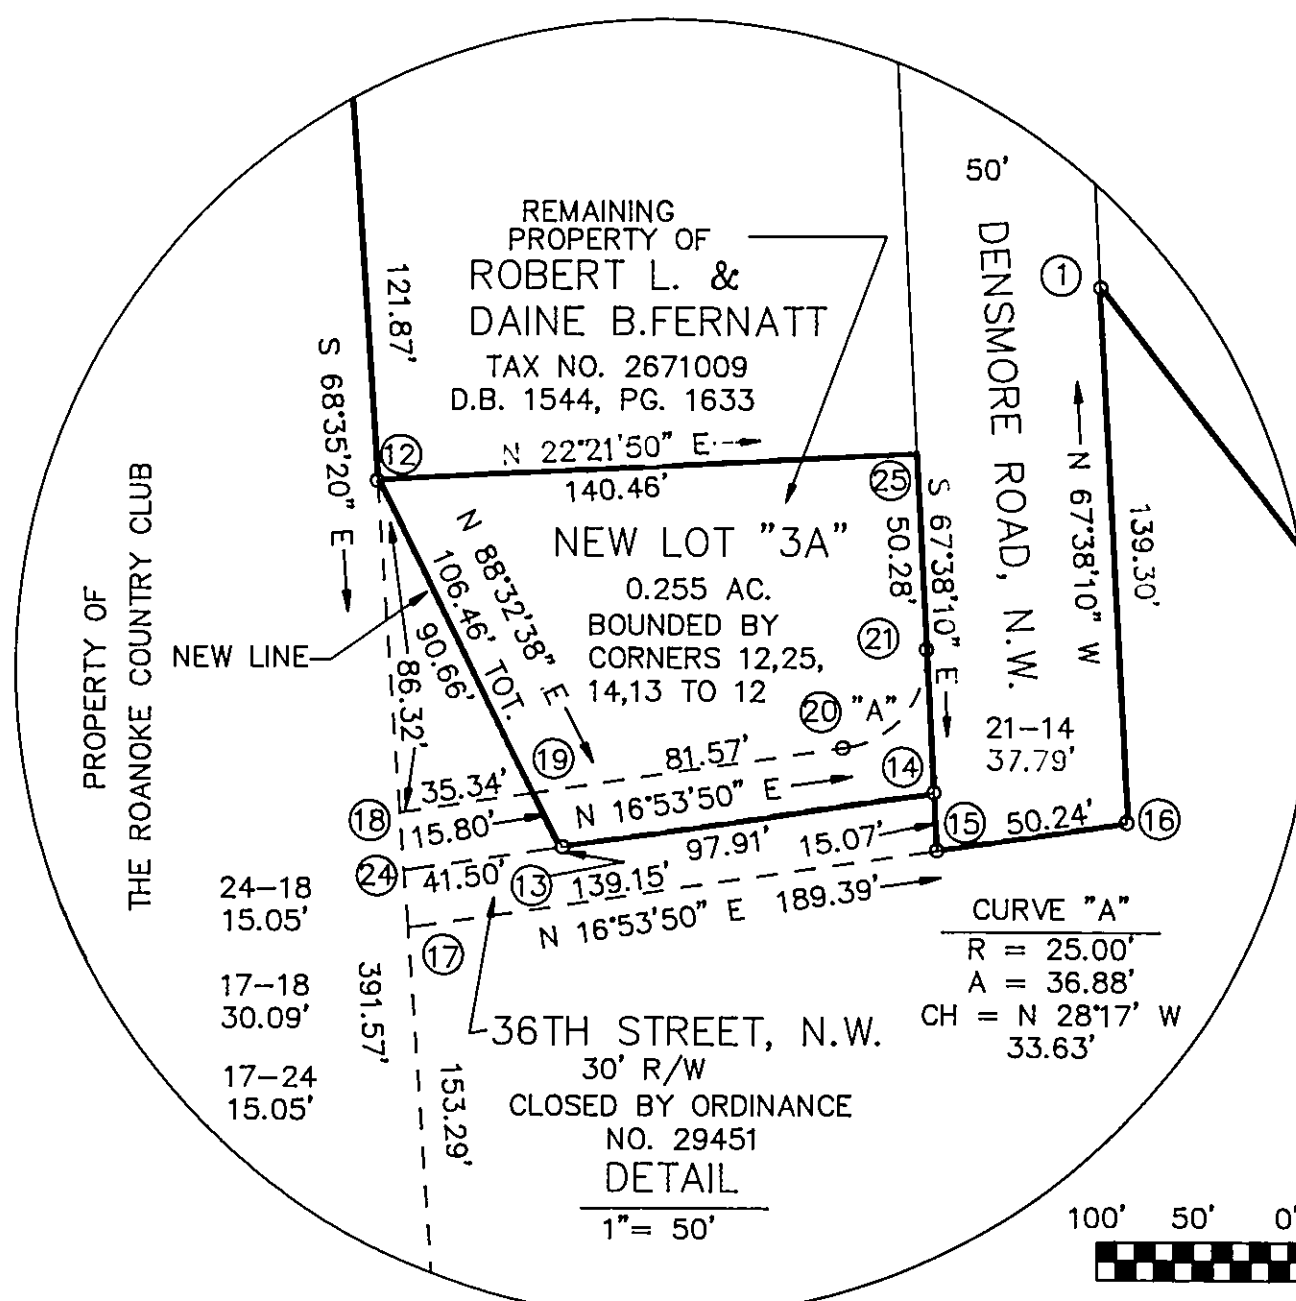 50'
REMAINING
PROPERTY OF
ROBERT L. &
DAINE B.FERNATT
TAX NO. 2671009
D.B. 1544, PG. 1633
DENSMORE ROAD, N.W.
1
121.87'
S 68°35'20" E
12
N 22°21'50" E
140.46'
25
S 67°38'10" E
50.28'
N 67°38'10" W
139.30'
PROPERTY OF
THE ROANOKE COUNTRY CLUB
NEW LINE
N 88°32'38" E
106.46' TOT.
90.66'
86.32'
NEW LOT "3A"
0.255 AC.
BOUNDED BY
CORNERS 12,25,
14,13 TO 12
21
20
"A"
21-14
37.79'
19
81.57'
14
35.34'
N 16°53'50" E
18
15.80'
97.91'
15.07'
15
50.24'
16
24
41.50'
13
139.15'
189.39'
N 16°53'50" E
17
24-18
15.05'
17-18
30.09'
17-24
15.05'
391.57'
153.29'
36TH STREET, N.W.
30' R/W
CLOSED BY ORDINANCE
NO. 29451
DETAIL
1"= 50'
CURVE "A"
R = 25.00'
A = 36.88'
CH = N 28°17' W
33.63'
100' 50' 0'